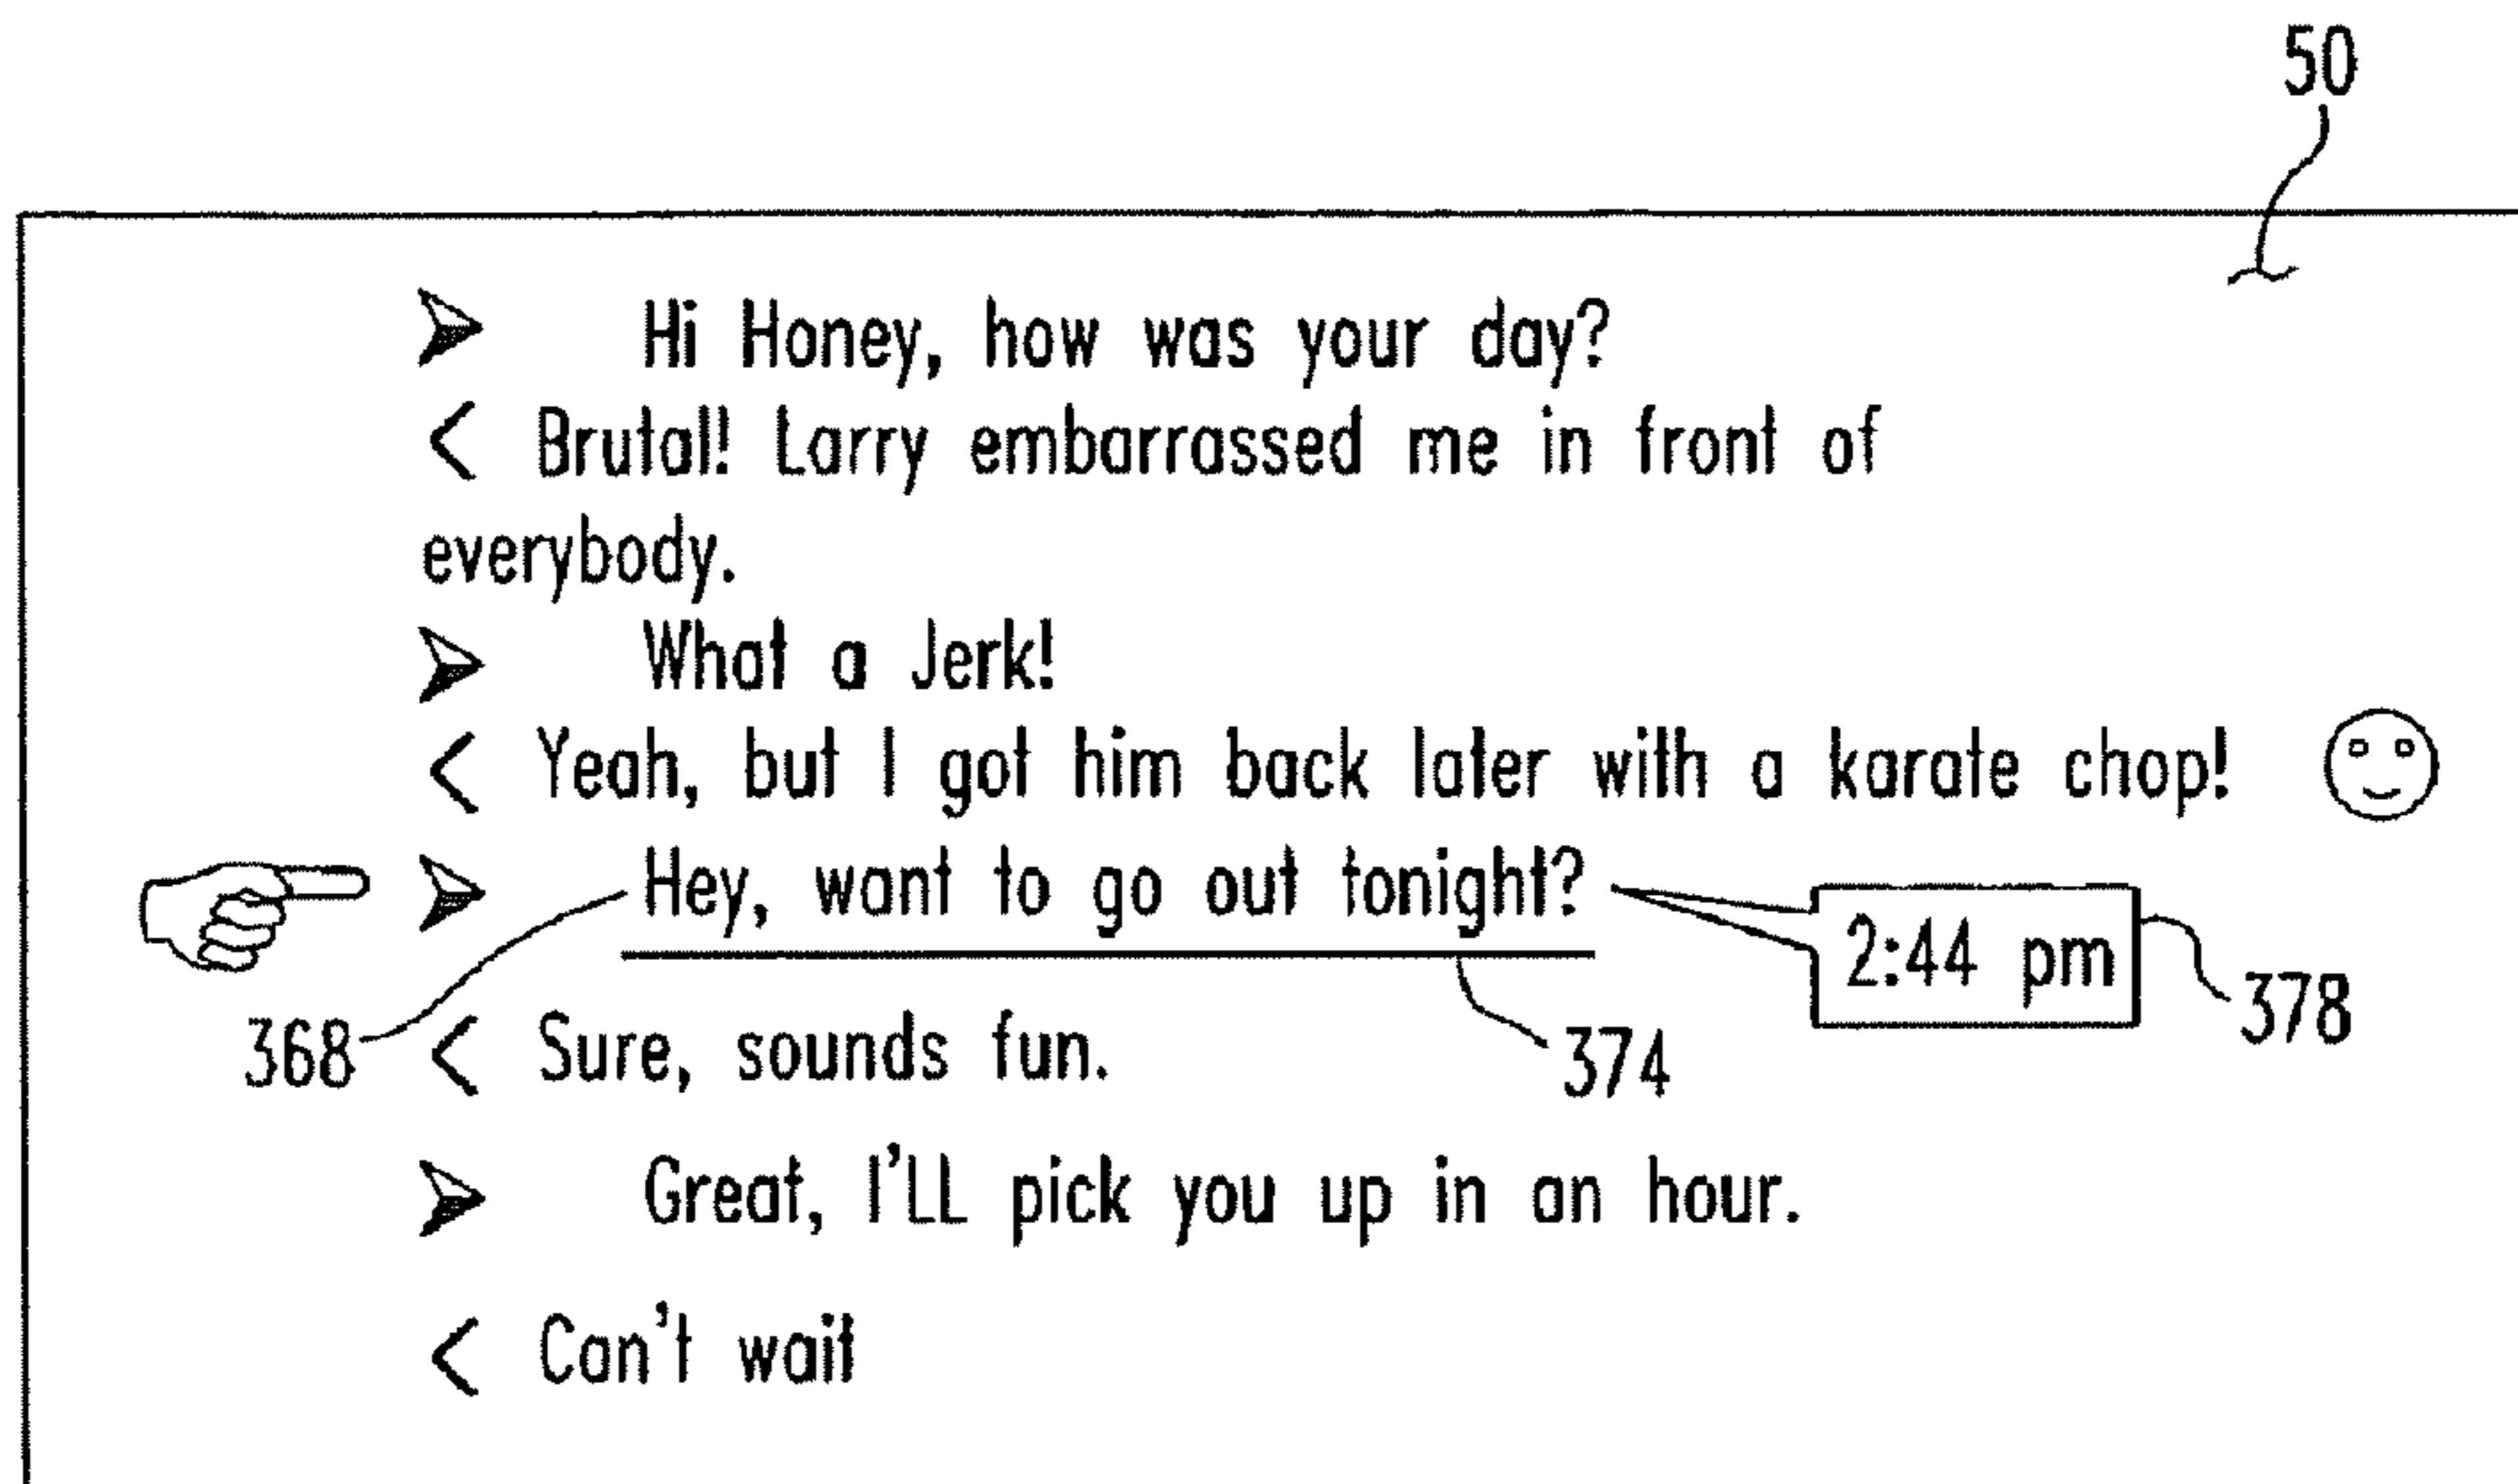 50
➢ Hi Honey, how was your day?
< Brutal! Larry embarrassed me in front of
everybody.
➢ What a Jerk!
< Yeah, but I got him back later with a karate chop!
➢ Hey, want to go out tonight?
2:44 pm
378
368
< Sure, sounds fun.
374
➢ Great, I'LL pick you up in an hour.
< Can't wait